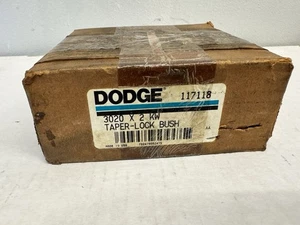 DODGE 117118
3020 X 2 KW
TAPER-LOCK BUSH